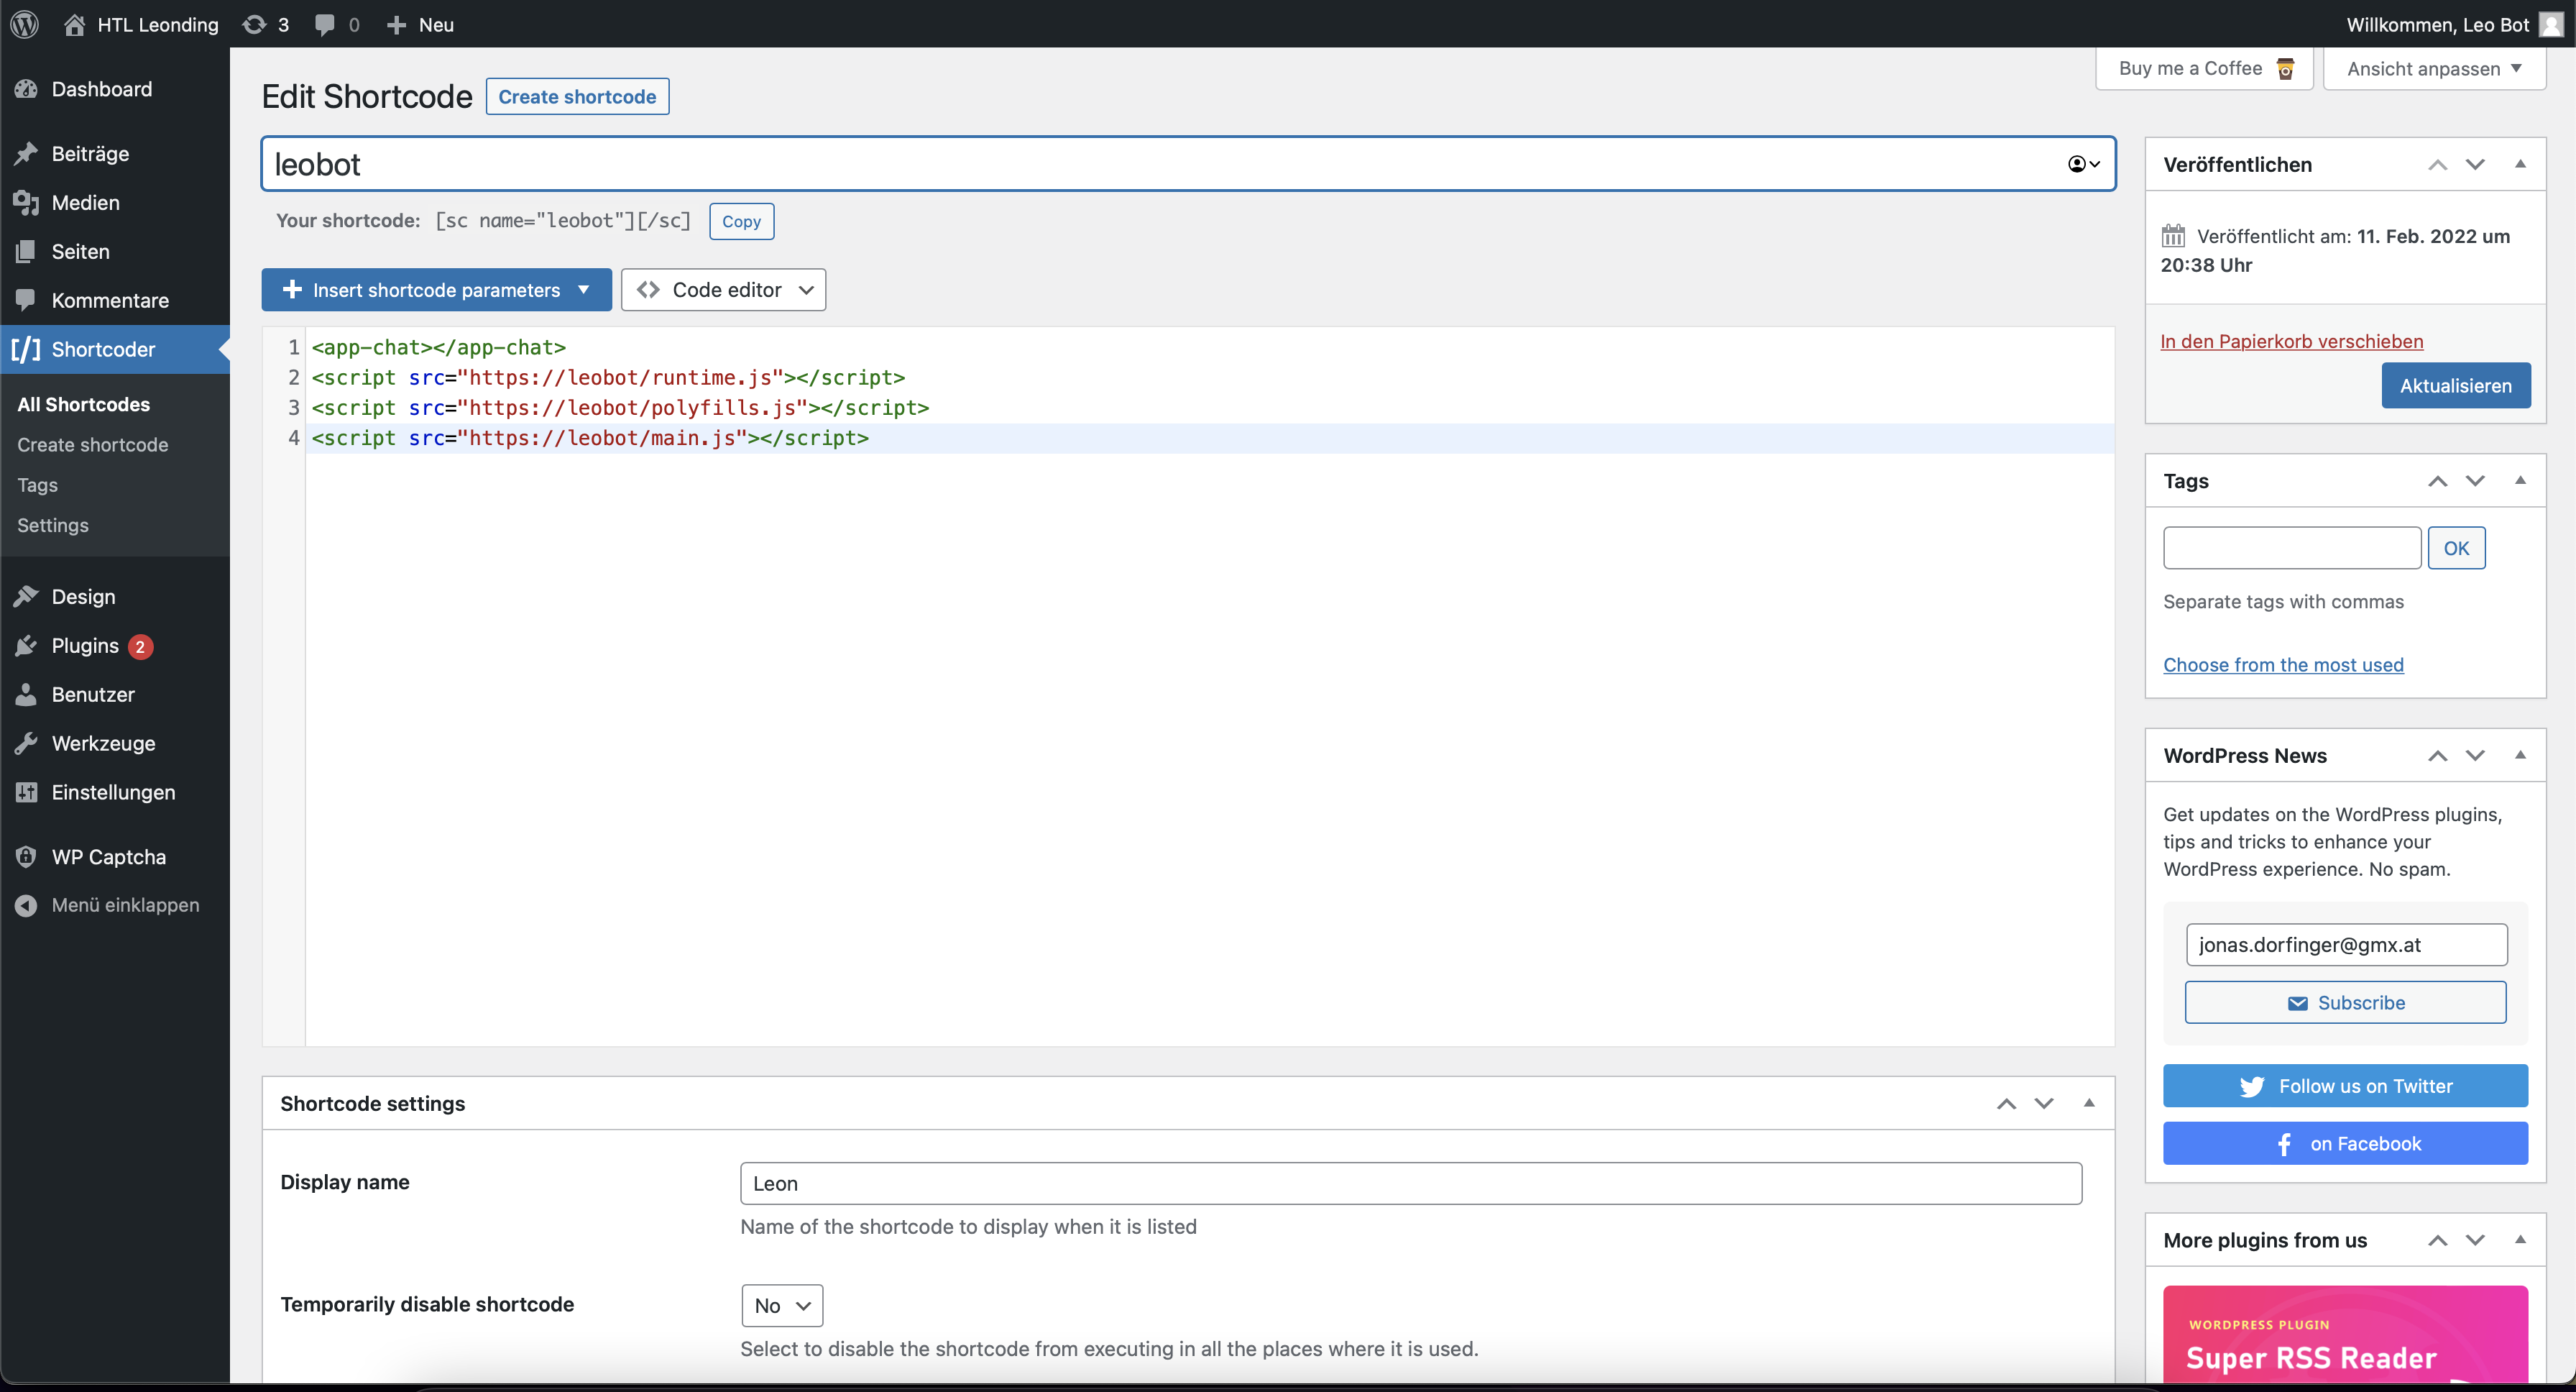 HTL Leonding 3 0 Neu Willkommen, Leo Bot
Dashboard
Beiträge
Medien
Seiten
Kommentare
[/] Shortcoder
All Shortcodes
Create shortcode
Tags
Settings
Design
Plugins 2
Benutzer
Werkzeuge
Einstellungen
WP Captcha
Menü einklappen
Buy me a Coffee Ansicht anpassen
Edit Shortcode Create shortcode
leobot
Your shortcode: [sc name="leobot"][/sc] Copy
Insert shortcode parameters Code editor
1 <app-chat></app-chat>
2 <script src="https://leobot/runtime.js"></script>
3 <script src="https://leobot/polyfills.js"></script>
4 <script src="https://leobot/main.js"></script>
Shortcode settings
Display name Leon
Name of the shortcode to display when it is listed
Temporarily disable shortcode No
Select to disable the shortcode from executing in all the places where it is used.
Veröffentlichen
Veröffentlicht am: 11. Feb. 2022 um
20:38 Uhr
In den Papierkorb verschieben
Aktualisieren
Tags
OK
Separate tags with commas
Choose from the most used
WordPress News
Get updates on the WordPress plugins,
tips and tricks to enhance your
WordPress experience. No spam.
jonas.dorfinger@gmx.at
Subscribe
Follow us on Twitter
on Facebook
More plugins from us
WORDPRESS PLUGIN
Super RSS Reader